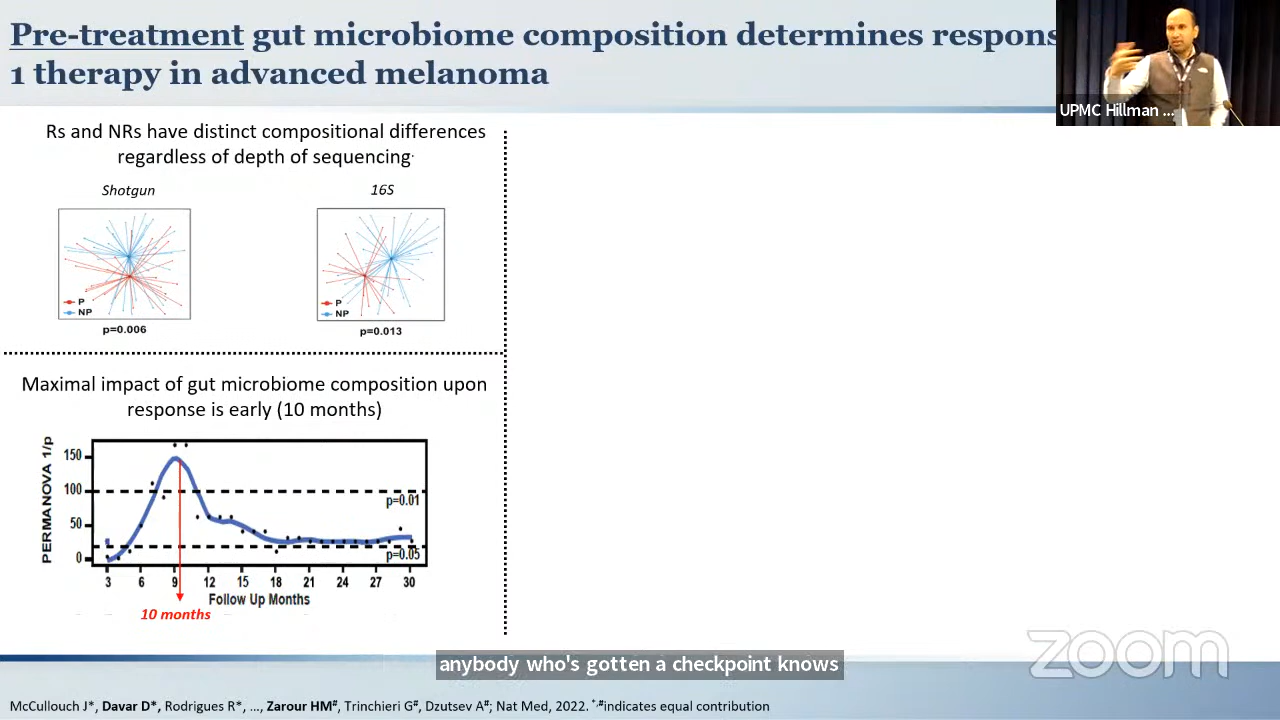 Pre-treatment gut microbiome composition determines respons
1 therapy in advanced melanoma
UPMC Hillman ...
Rs and NRs have distinct compositional differences
regardless of depth of sequencing
Shotgun
16S
P
NP
P
NP
p=0.006
p=0.013
Maximal impact of gut microbiome composition upon
response is early (10 months)
PERMANOVA 1/p
150
100
50
0
p=0.01
p=0.05
3 6 9 12 15 18 21 24 27 30
Follow Up Months
10 months
zoom
anybody who's gotten a checkpoint knows
McCullouch J*, Davar D*, Rodrigues R*, ..., Zarour HM#, Trinchieri G#, Dzutsev A#; Nat Med, 2022. *,#indicates equal contribution